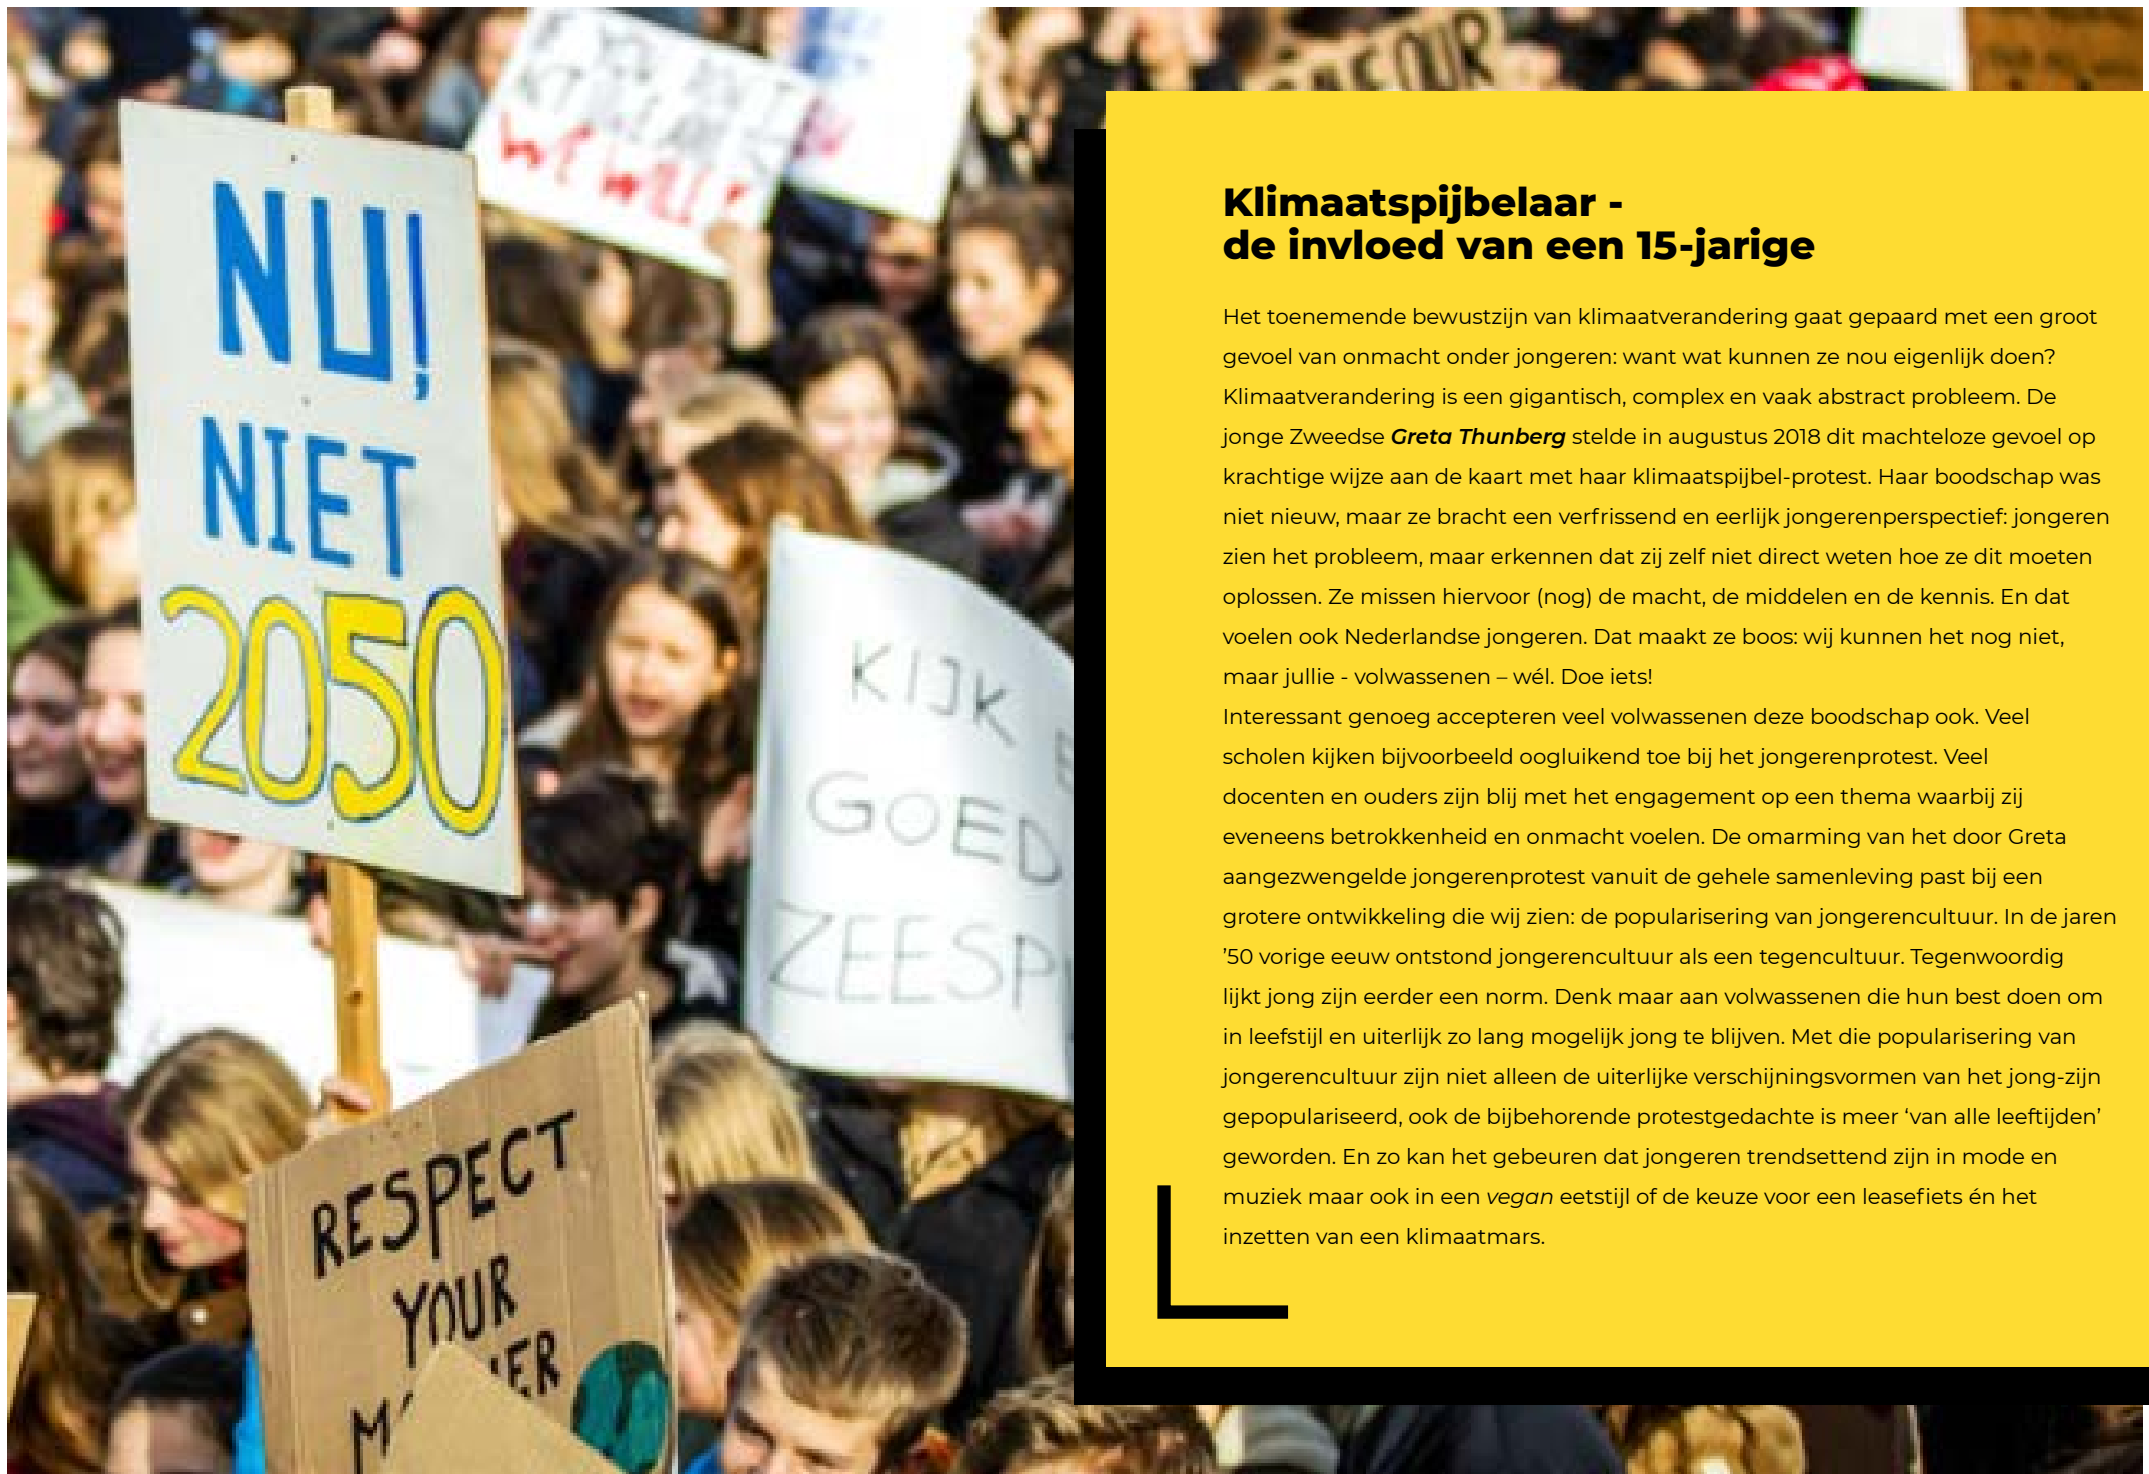 NU!
NIET
2050
WE WILL!
KIJK
GOED
RESPECT
YOUR
Klimaatspijbelaar -
de invloed van een 15-jarige
Het toenemende bewustzijn van klimaatverandering gaat gepaard met een groot
gevoel van onmacht onder jongeren: want wat kunnen ze nou eigenlijk doen?
Klimaatverandering is een gigantisch, complex en vaak abstract probleem. De
jonge Zweedse Greta Thunberg stelde in augustus 2018 dit machteloze gevoel op
krachtige wijze aan de kaart met haar klimaatspijbel-protest. Haar boodschap was
niet nieuw, maar ze bracht een verfrissend en eerlijk jongerenperspectief: jongeren
zien het probleem, maar erkennen dat zij zelf niet direct weten hoe ze dit moeten
oplossen. Ze missen hiervoor (nog) de macht, de middelen en de kennis. En dat
voelen ook Nederlandse jongeren. Dat maakt ze boos: wij kunnen het nog niet,
maar jullie - volwassenen – wél. Doe iets!
Interessant genoeg accepteren veel volwassenen deze boodschap ook. Veel
scholen kijken bijvoorbeeld oogluikend toe bij het jongerenprotest. Veel
docenten en ouders zijn blij met het engagement op een thema waarbij zij
eveneens betrokkenheid en onmacht voelen. De omarming van het door Greta
aangezwengelde jongerenprotest vanuit de gehele samenleving past bij een
grotere ontwikkeling die wij zien: de popularisering van jongerencultuur. In de jaren
’50 vorige eeuw ontstond jongerencultuur als een tegencultuur. Tegenwoordig
lijkt jong zijn eerder een norm. Denk maar aan volwassenen die hun best doen om
in leefstijl en uiterlijk zo lang mogelijk jong te blijven. Met die popularisering van
jongerencultuur zijn niet alleen de uiterlijke verschijningsvormen van het jong-zijn
gepopulariseerd, ook de bijbehorende protestgedachte is meer ‘van alle leeftijden’
geworden. En zo kan het gebeuren dat jongeren trendsettend zijn in mode en
muziek maar ook in een vegan eetstijl of de keuze voor een leasefiets én het
inzetten van een klimaatmars.